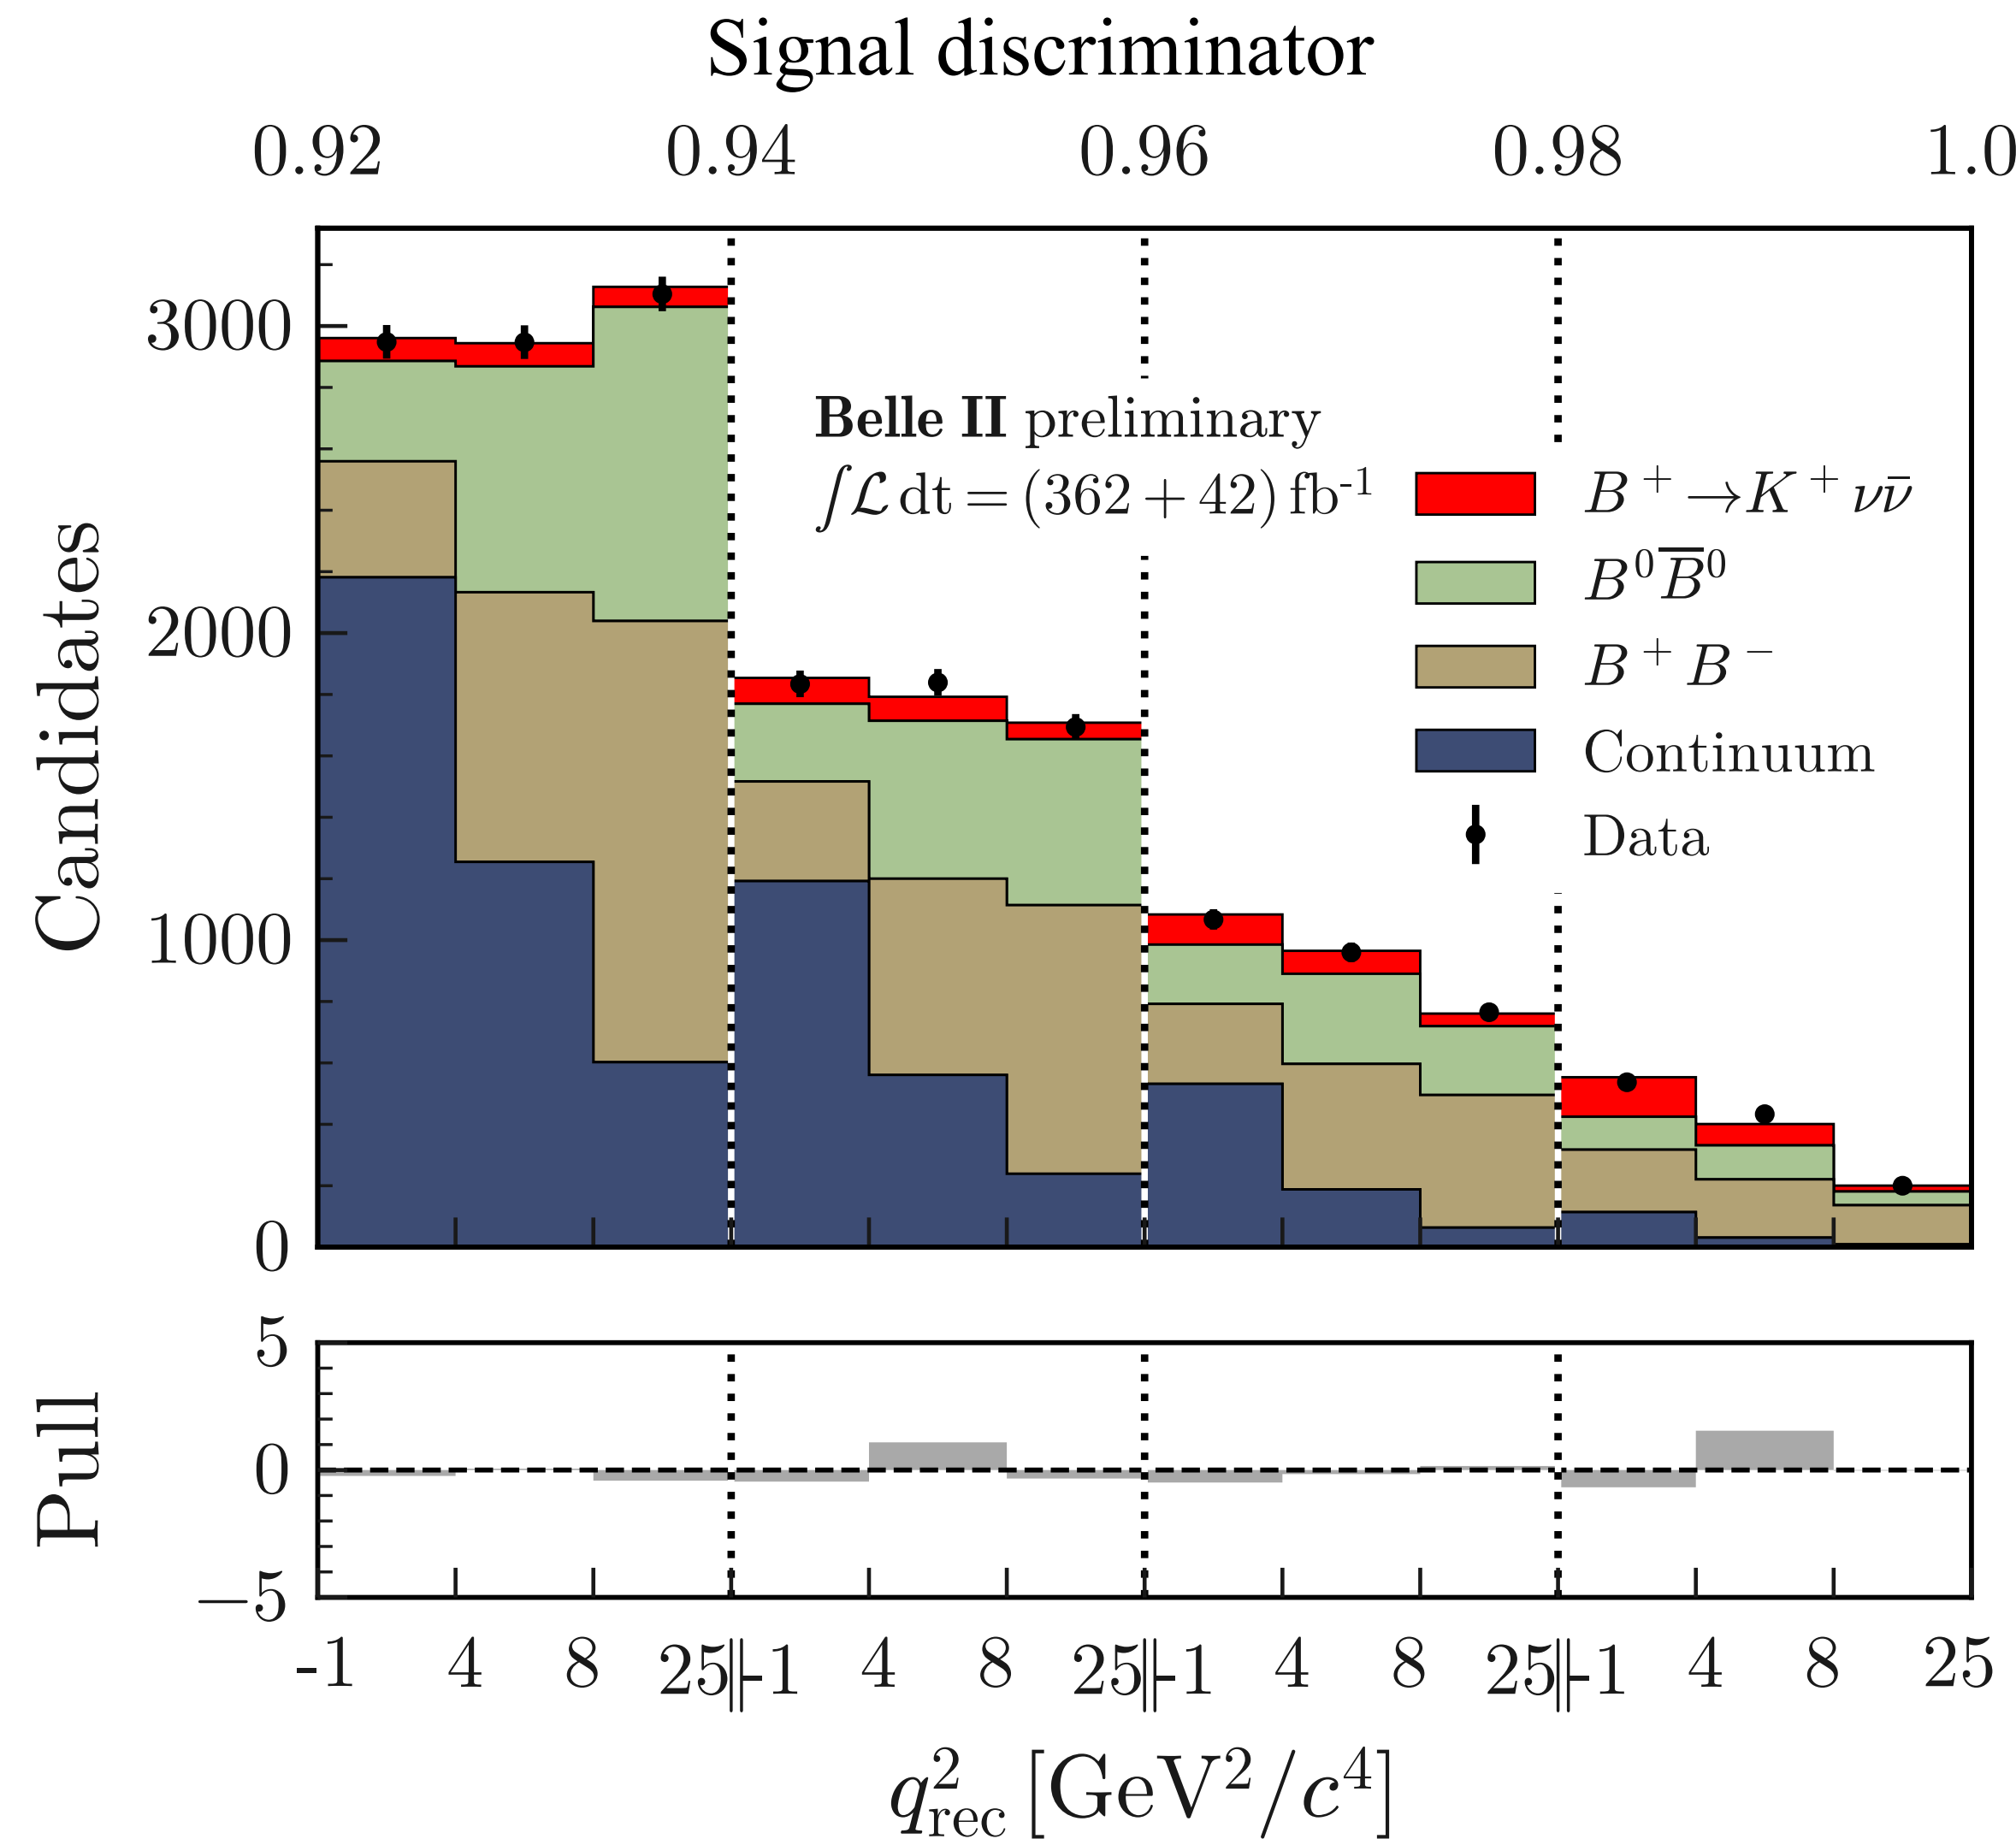 Signal discriminator
0.92 0.94 0.96 0.98 1.0
Candidates
3000
2000
1000
0
Belle II preliminary
∫ℒ dt = (362 + 42) fb⁻¹
B⁺→K⁺νν̅
B⁰B̅⁰
B⁺B⁻
Continuum
Data
Pull
5
0
−5
-1 4 8 25||-1 4 8 25||-1 4 8 25||-1 4 8 25
q²rec [GeV²/c⁴]